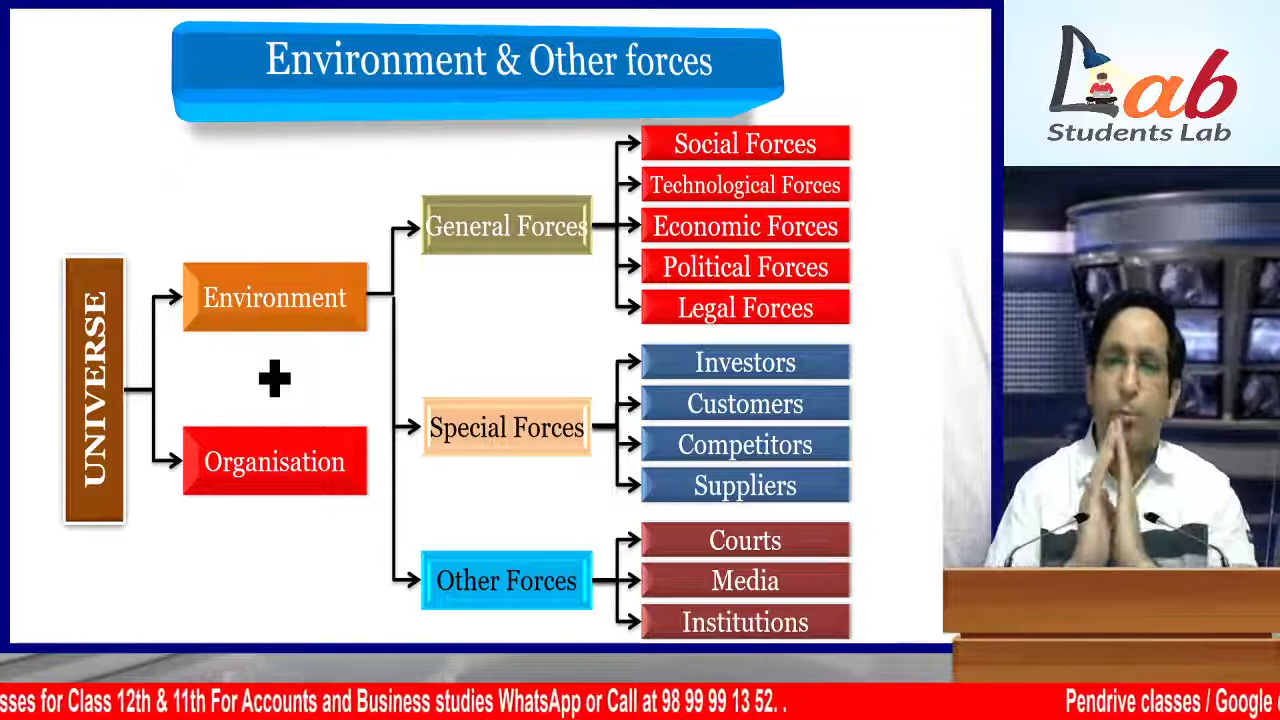 Environment & Other forces
UNIVERSE
Environment
Organisation
General Forces
Special Forces
Other Forces
Social Forces
Technological Forces
Economic Forces
Political Forces
Legal Forces
Investors
Customers
Competitors
Suppliers
Courts
Media
Institutions
Lab
Students Lab
sses for Class 12th & 11th For Accounts and Business studies WhatsApp or Call at 98 99 99 13 52. .
Pendrive classes / Google